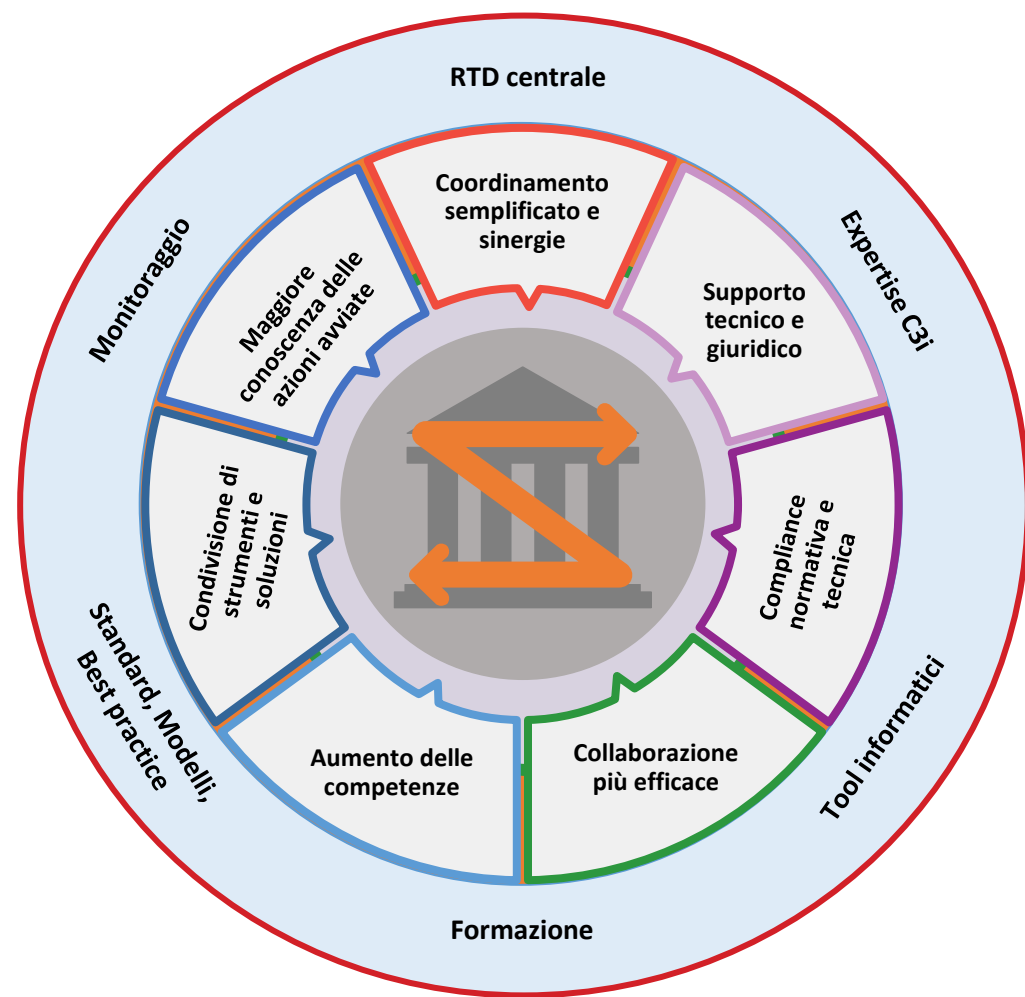 RTD centrale
Expertise C3i
Tool informatici
Formazione
Standard, Modelli,
Best practice
Monitoraggio
Coordinamento
semplificato e
sinergie
Supporto
tecnico e
giuridico
Compliance
normativa e
tecnica
Collaborazione
più efficace
Aumento delle
competenze
Condivisione di
strumenti e
soluzioni
Maggiore
conoscenza delle
azioni avviate